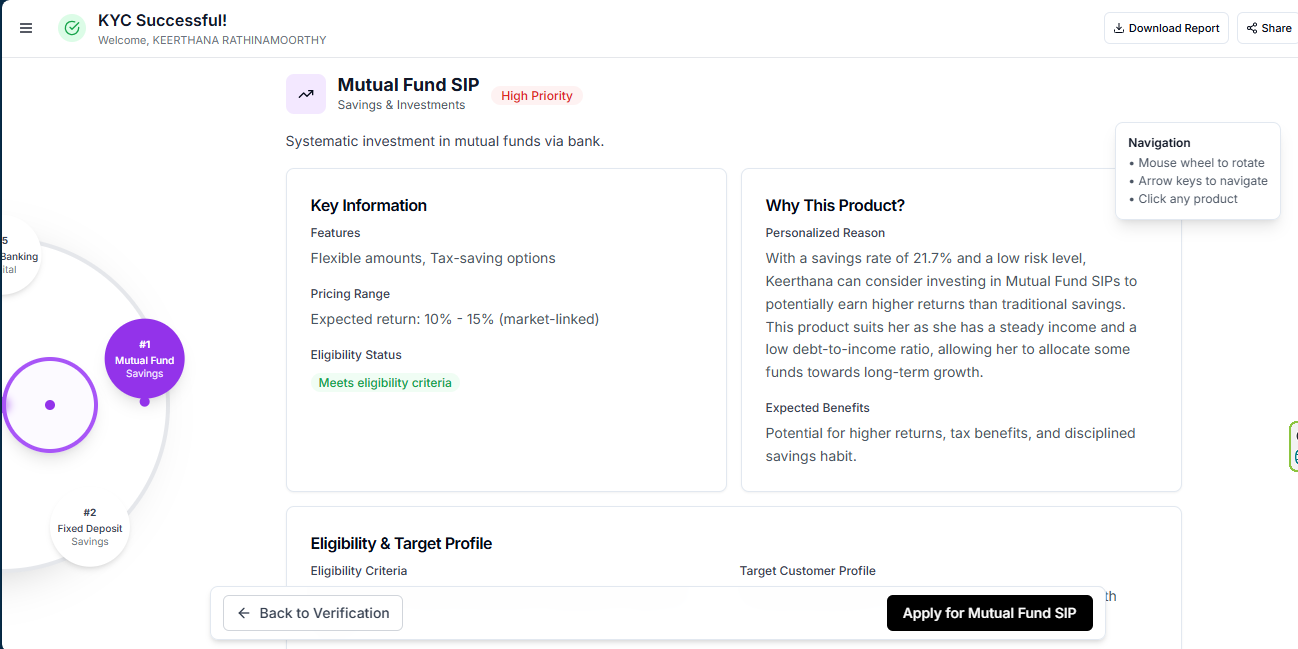 KYC Successful!
Welcome, KEERTHANA RATHINAMOORTHY
Download Report
Share
Mutual Fund SIP
Savings & Investments
High Priority
Systematic investment in mutual funds via bank.
Navigation
• Mouse wheel to rotate
• Arrow keys to navigate
• Click any product
Key Information
Features
Flexible amounts, Tax-saving options
Pricing Range
Expected return: 10% - 15% (market-linked)
Eligibility Status
Meets eligibility criteria
Why This Product?
Personalized Reason
With a savings rate of 21.7% and a low risk level,
Keerthana can consider investing in Mutual Fund SIPs to
potentially earn higher returns than traditional savings.
This product suits her as she has a steady income and a
low debt-to-income ratio, allowing her to allocate some
funds towards long-term growth.
Expected Benefits
Potential for higher returns, tax benefits, and disciplined
savings habit.
5
Banking
ital
#1
Mutual Fund
Savings
#2
Fixed Deposit
Savings
Eligibility & Target Profile
Eligibility Criteria
Target Customer Profile
th
Back to Verification
Apply for Mutual Fund SIP